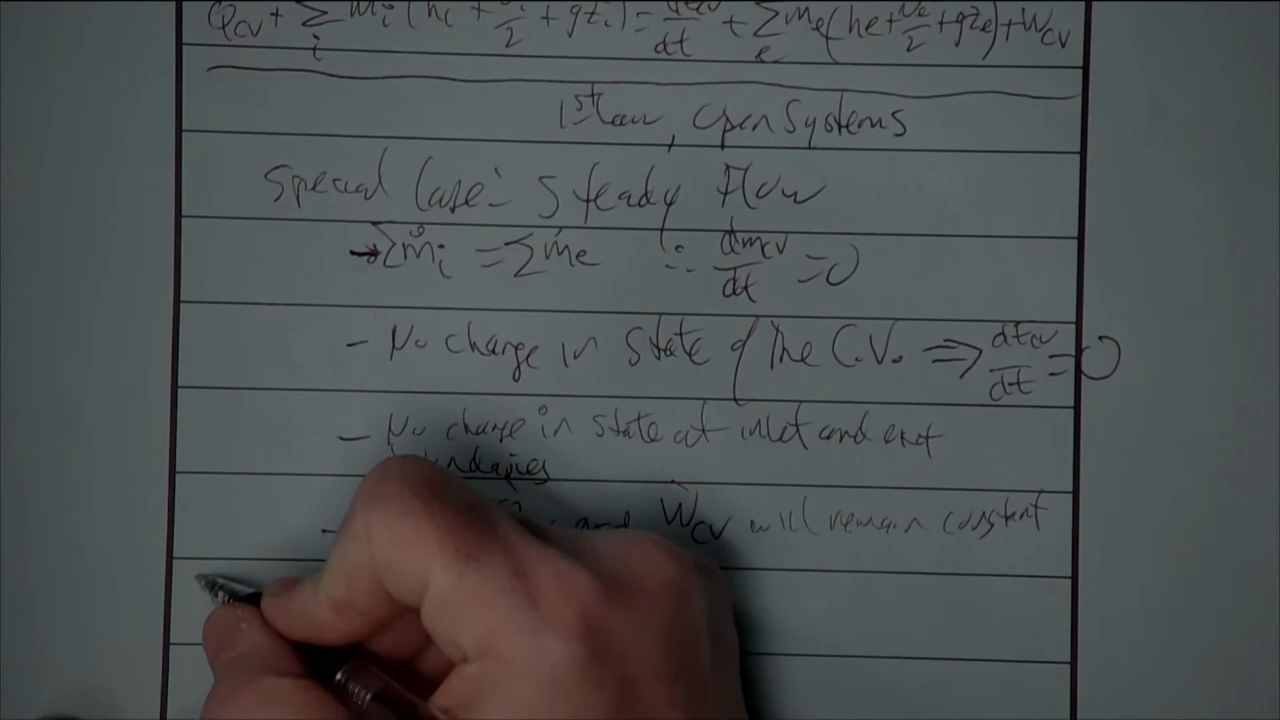 Q̇cv + Σi ṁi (hi + Vi²/2 + gzi) = dEcv/dt + Σe ṁe(he + Ve²/2 + gze) + Ẇcv
1st law, Open Systems
Special Case: Steady Flow
→ Σṁi = Σṁe ∴ dmcv/dt = 0
- No change in state of the C.V. ⇒ dEcv/dt = 0
- No change in state at inlet and exit
boundaries
- and Ẇcv will remain constant